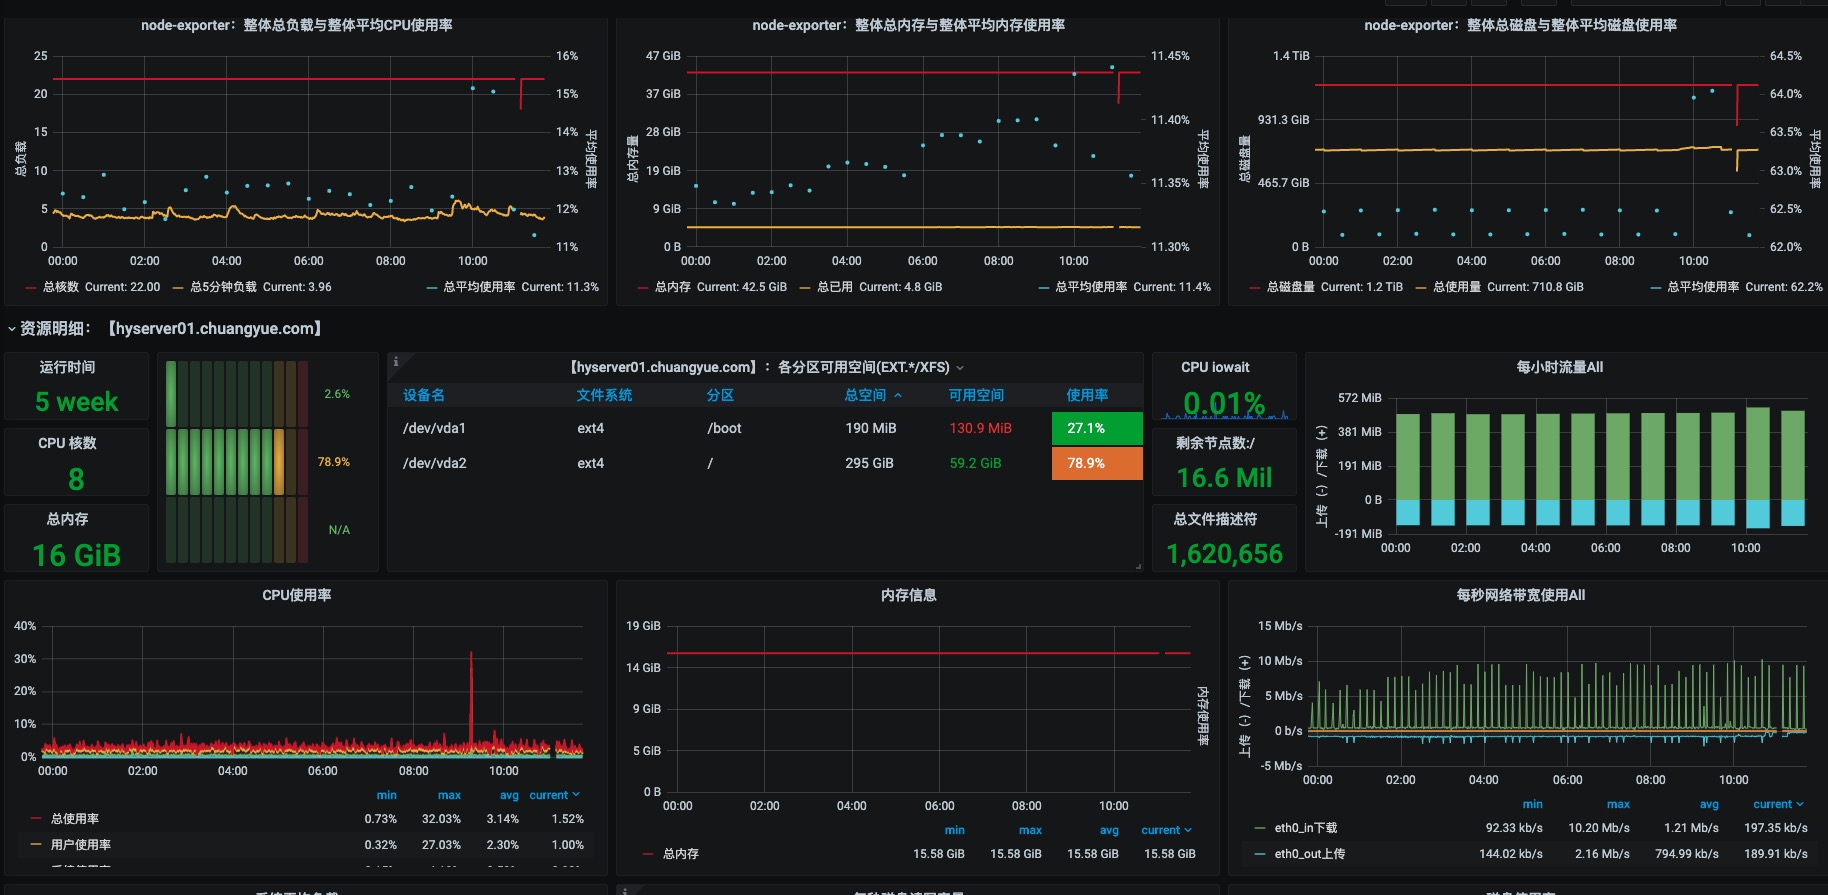 node-exporter：整体总负载与整体平均CPU使用率
25
20
15
10
5
0
16%
15%
14%
13%
12%
11%
总负载
平均使用率
00:00 02:00 04:00 06:00 08:00 10:00
总核数 Current: 22.00 总5分钟负载 Current: 3.96 总平均使用率 Current: 11.3%
node-exporter：整体总内存与整体平均内存使用率
47 GiB
37 GiB
28 GiB
19 GiB
9 GiB
0 B
11.45%
11.40%
11.35%
11.30%
总内存量
平均使用率
00:00 02:00 04:00 06:00 08:00 10:00
总内存 Current: 42.5 GiB 总已用 Current: 4.8 GiB 总平均使用率 Current: 11.4%
node-exporter：整体总磁盘与整体平均磁盘使用率
1.4 TiB
931.3 GiB
465.7 GiB
0 B
64.5%
64.0%
63.5%
63.0%
62.5%
62.0%
总磁盘量
平均使用率
00:00 02:00 04:00 06:00 08:00 10:00
总磁盘量 Current: 1.2 TiB 总使用量 Current: 710.8 GiB 总平均使用率 Current: 62.2%
资源明细：【hyserver01.chuangyue.com】
运行时间
5 week
CPU 核数
8
总内存
16 GiB
2.6%
78.9%
N/A
【hyserver01.chuangyue.com】：各分区可用空间(EXT.*/XFS)
设备名 文件系统 分区 总空间 可用空间 使用率
/dev/vda1 ext4 /boot 190 MiB 130.9 MiB 27.1%
/dev/vda2 ext4 / 295 GiB 59.2 GiB 78.9%
CPU iowait
0.01%
剩余节点数:/
16.6 Mil
总文件描述符
1,620,656
每小时流量All
572 MiB
381 MiB
191 MiB
0 B
-191 MiB
上传（-）/下载（+）
00:00 02:00 04:00 06:00 08:00 10:00
CPU使用率
40%
30%
20%
10%
0%
00:00 02:00 04:00 06:00 08:00 10:00
min max avg current
总使用率 0.73% 32.03% 3.14% 1.52%
用户使用率 0.32% 27.03% 2.30% 1.00%
内存信息
19 GiB
14 GiB
9 GiB
5 GiB
0 B
内存使用率
00:00 02:00 04:00 06:00 08:00 10:00
min max avg current
总内存 15.58 GiB 15.58 GiB 15.58 GiB 15.58 GiB
每秒网络带宽使用All
15 Mb/s
10 Mb/s
5 Mb/s
0 b/s
-5 Mb/s
上传（-）/下载（+）
00:00 02:00 04:00 06:00 08:00 10:00
min max avg current
eth0_in下载 92.33 kb/s 10.20 Mb/s 1.21 Mb/s 197.35 kb/s
eth0_out上传 144.02 kb/s 2.16 Mb/s 794.99 kb/s 189.91 kb/s